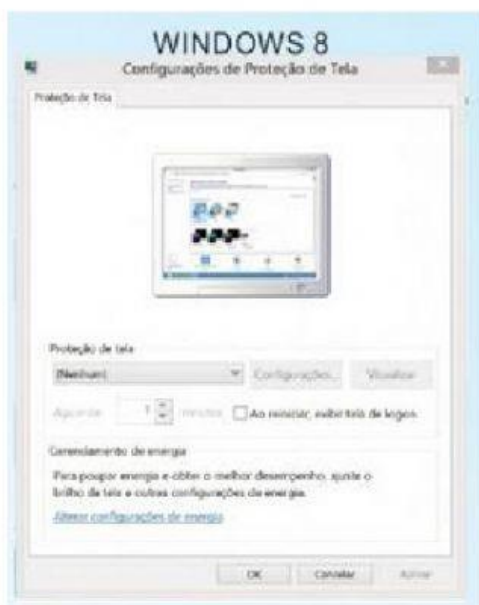 WINDOWS 8
Configurações de Proteção de Tela
Proteção de Tela
Proteção de tela
(Nenhum)
Configurações...
Visualizar
Aguardar
1
minutos
Ao reiniciar, exibir tela de logon
Gerenciamento de energia
Para poupar energia e obter o melhor desempenho, ajuste o
brilho da tela e outras configurações de energia.
Alterar configurações de energia
OK
Cancelar
Aplicar